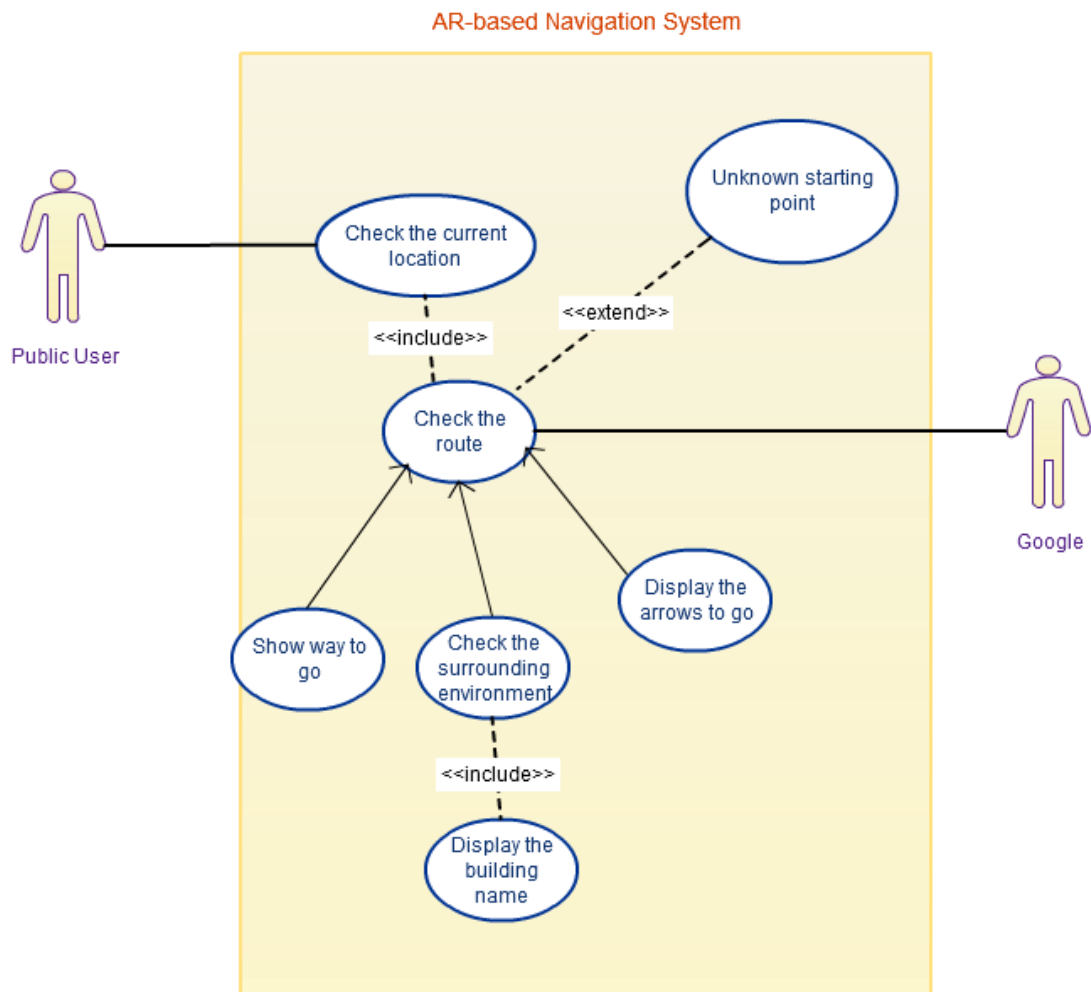 AR-based Navigation System
Unknown starting
point
Check the current
location
<<extend>>
<<include>>
Public User
Check the
route
Google
Display the
arrows to go
Show way to
go
Check the
surrounding
environment
<<include>>
Display the
building
name